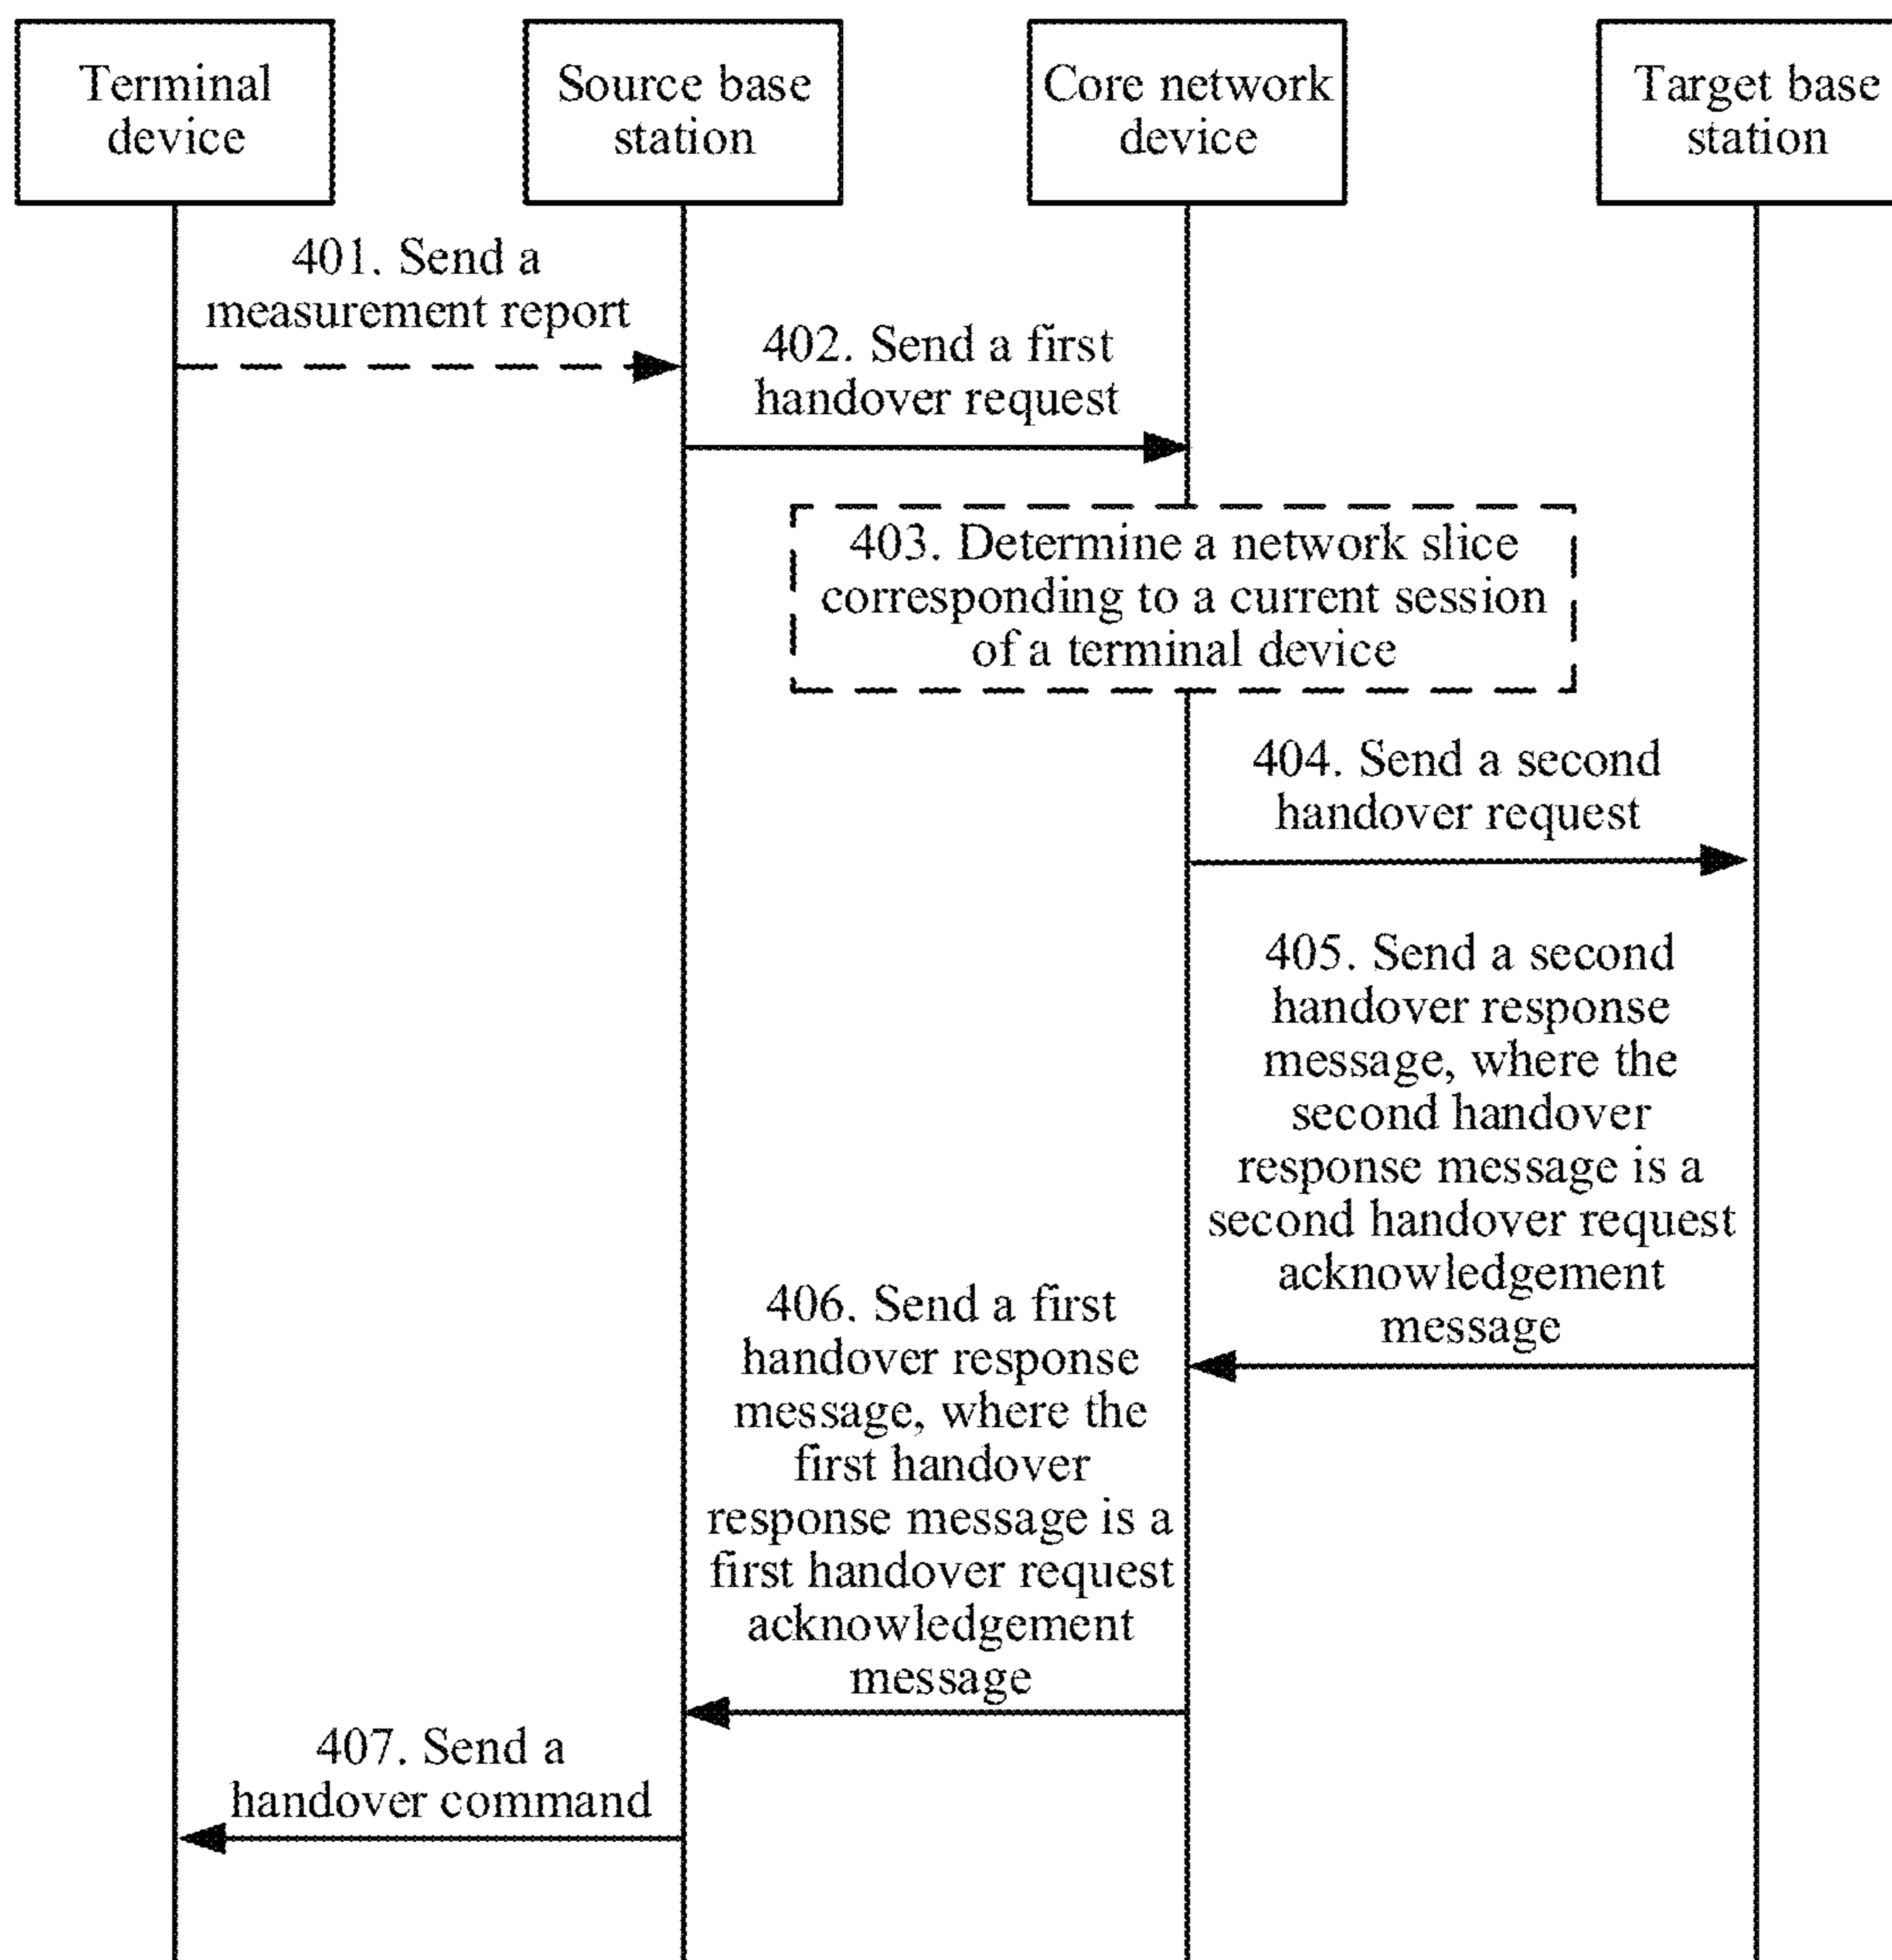 Terminal
device
Source base
station
Core network
device
Target base
station
401. Send a
measurement report
402. Send a first
handover request
403. Determine a network slice
corresponding to a current session
of a terminal device
404. Send a second
handover request
405. Send a second
handover response
message, where the
second handover
response message is a
second handover request
acknowledgement
message
406. Send a first
handover response
message, where the
first handover
response message is a
first handover request
acknowledgement
message
407. Send a
handover command